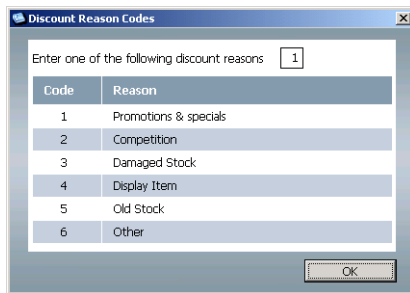 Discount Reason Codes
Enter one of the following discount reasons 1
Code Reason
1 Promotions & specials
2 Competition
3 Damaged Stock
4 Display Item
5 Old Stock
6 Other
OK